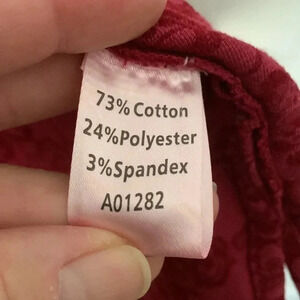 73% Cotton
24%Polyester
3%Spandex
A01282